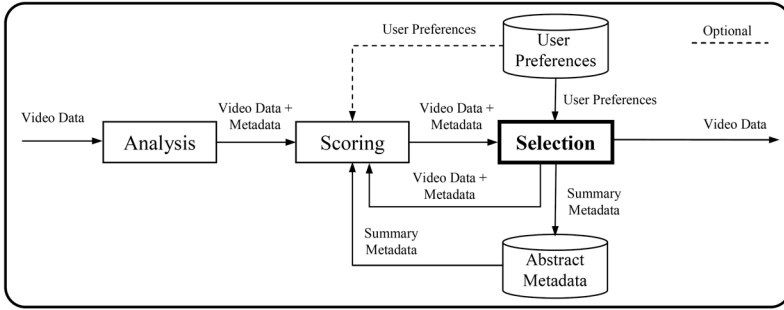 User Preferences
User
Preferences
Optional
User Preferences
Video Data
Video Data +
Metadata
Video Data +
Metadata
Video Data
Analysis
Scoring
Selection
Video Data +
Metadata
Summary
Metadata
Summary
Metadata
Abstract
Metadata